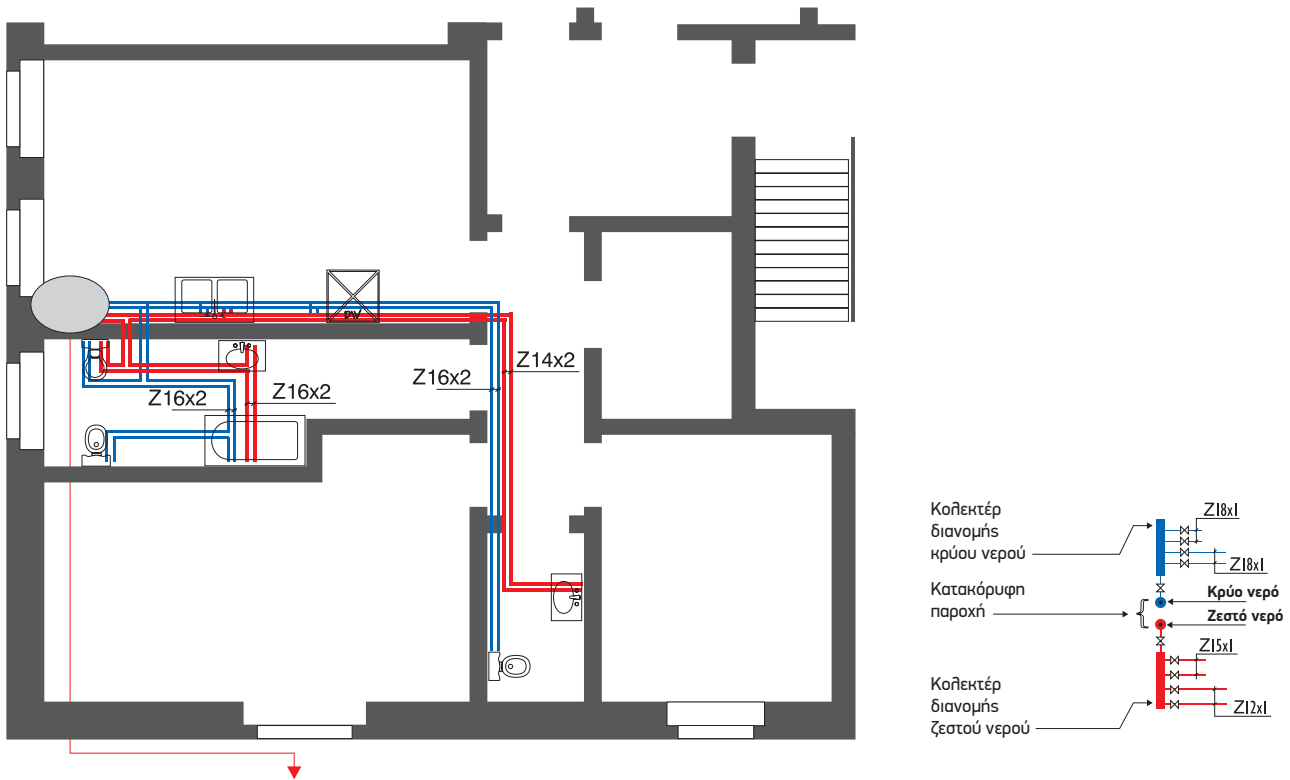 Z16x2
Z14x2
Z16x2
Z16x2
Κολεκτέρ
διανομής
κρύου νερού
Z18x1
Z18x1
Κατακόρυφη
παροχή
Κρύο νερό
Ζεστό νερό
Z15x1
Κολεκτέρ
διανομής
ζεστού νερού
Z12x1